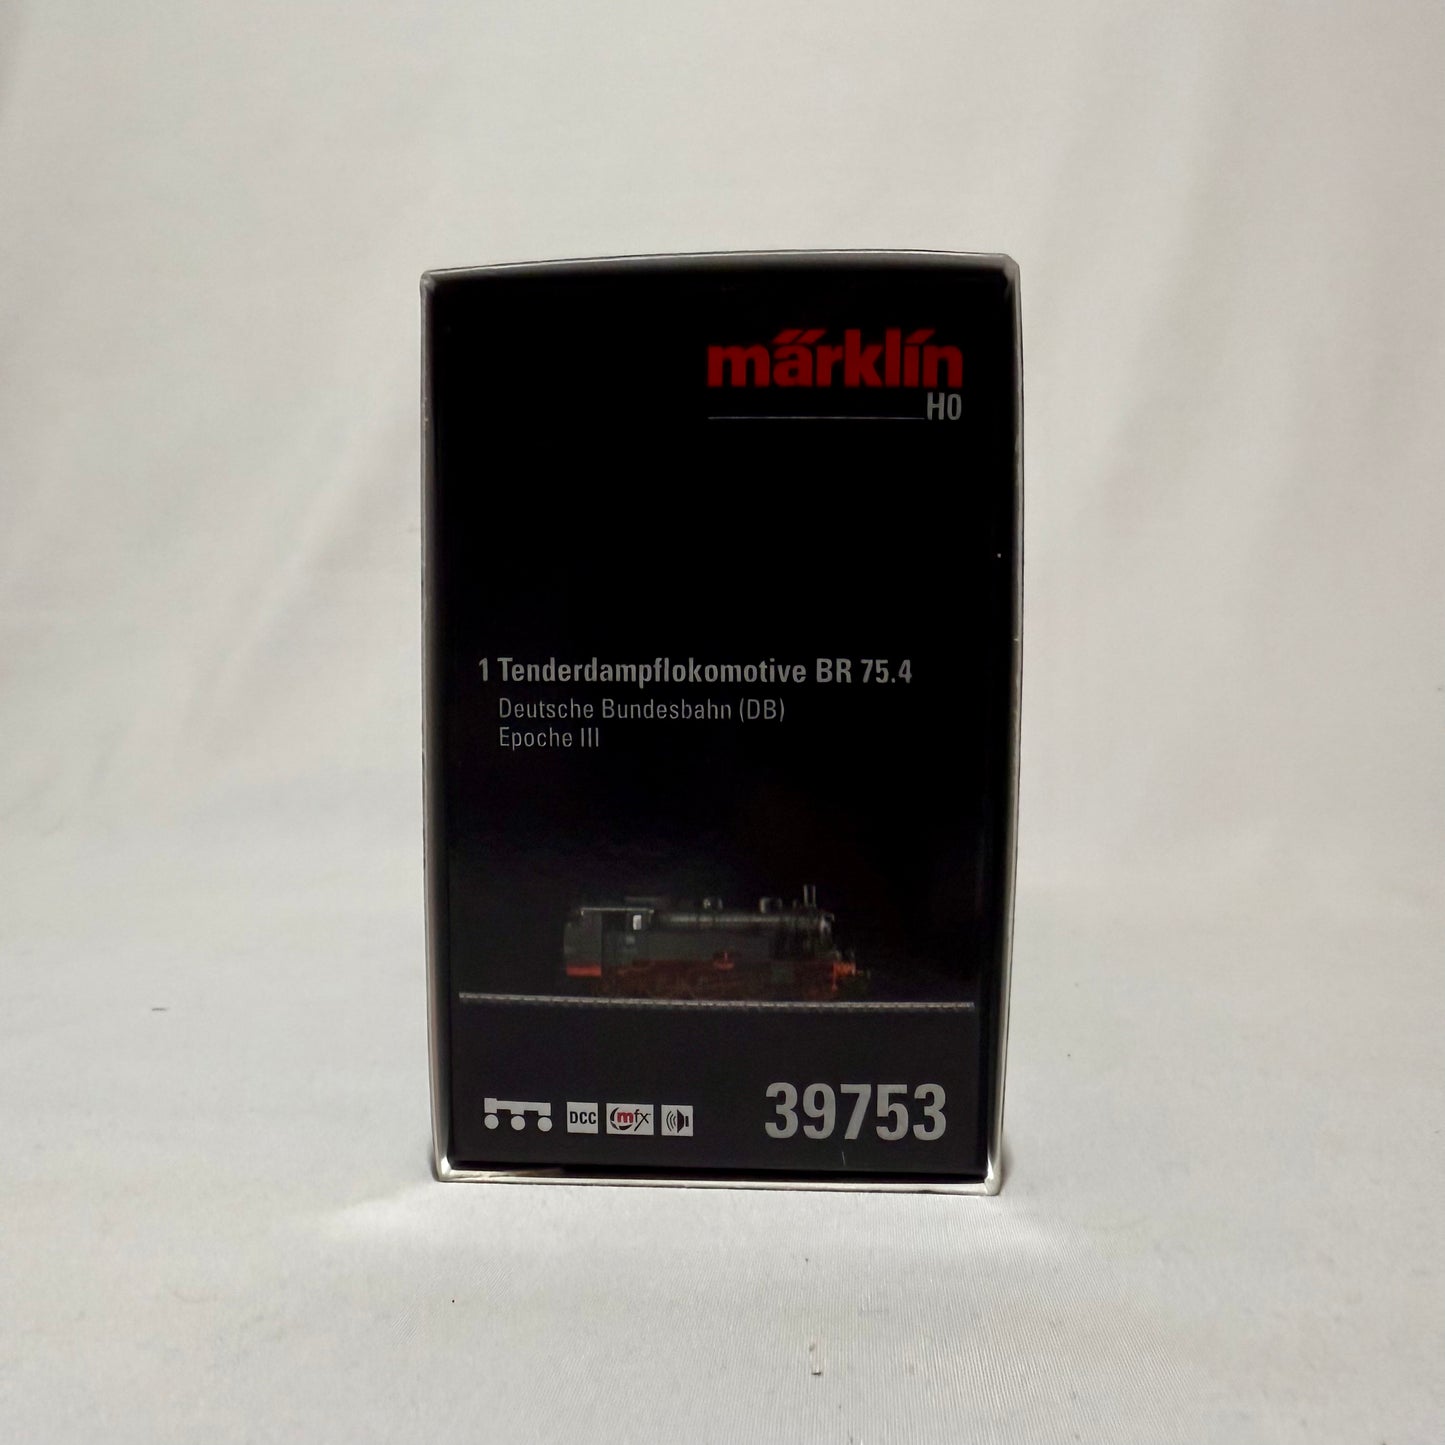 märklin
H0
1 Tenderdampflokomotive BR 75.4
Deutsche Bundesbahn (DB)
Epoche III
DCC mfx 39753